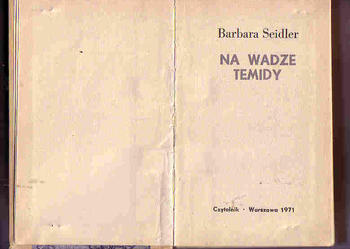 Barbara Seidler
NA WADZE
TEMIDY
Czytelnik · Warszawa 1971